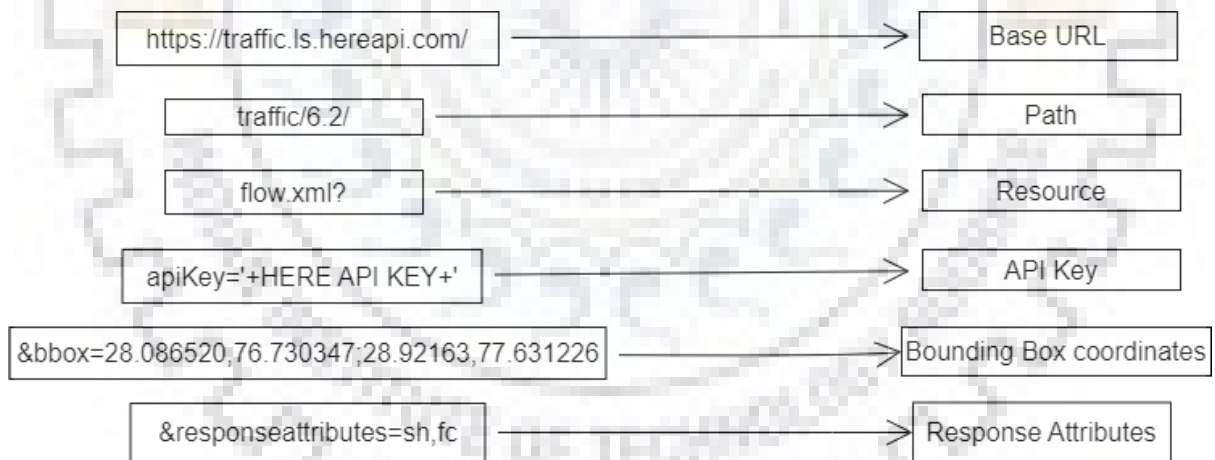 https://traffic.ls.hereapi.com/ Base URL
traffic/6.2/ Path
flow.xml? Resource
apiKey='+HERE API KEY+' API Key
&bbox=28.086520,76.730347;28.92163,77.631226 Bounding Box coordinates
&responseattributes=sh,fc Response Attributes